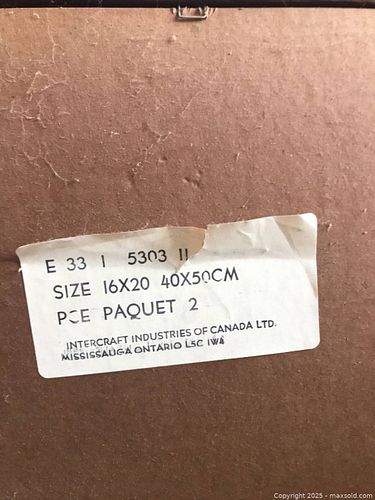 E 33 I 5303 II
SIZE 16X20 40X50CM
PCE PAQUET 2
INTERCRAFT INDUSTRIES OF CANADA LTD.
MISSISSAUGA ONTARIO L5C 1W4
Copyright 2025 - maxsold.com